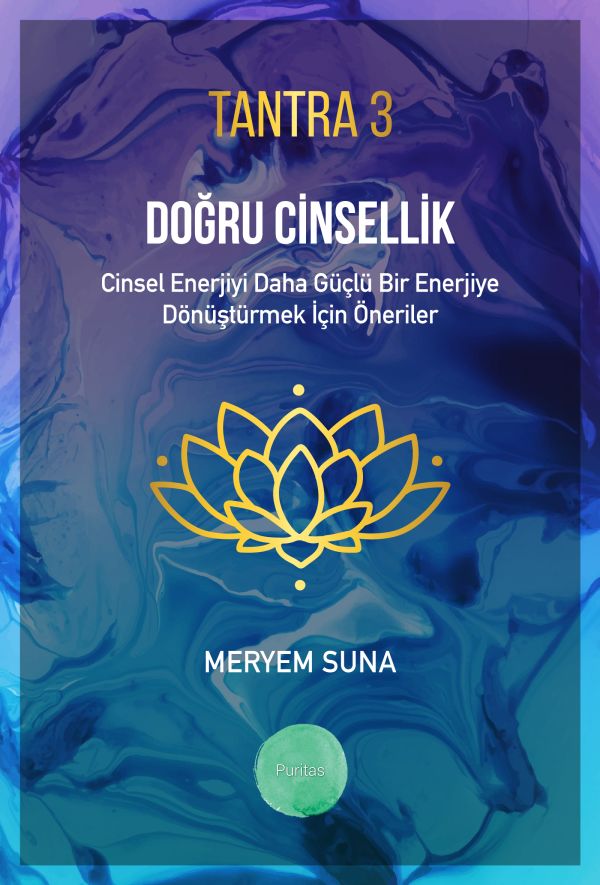 TANTRA 3
DOĞRU CİNSELLİK
Cinsel Enerjiyi Daha Güçlü Bir Enerjiye
Dönüştürmek İçin Öneriler
MERYEM SUNA
Puritas